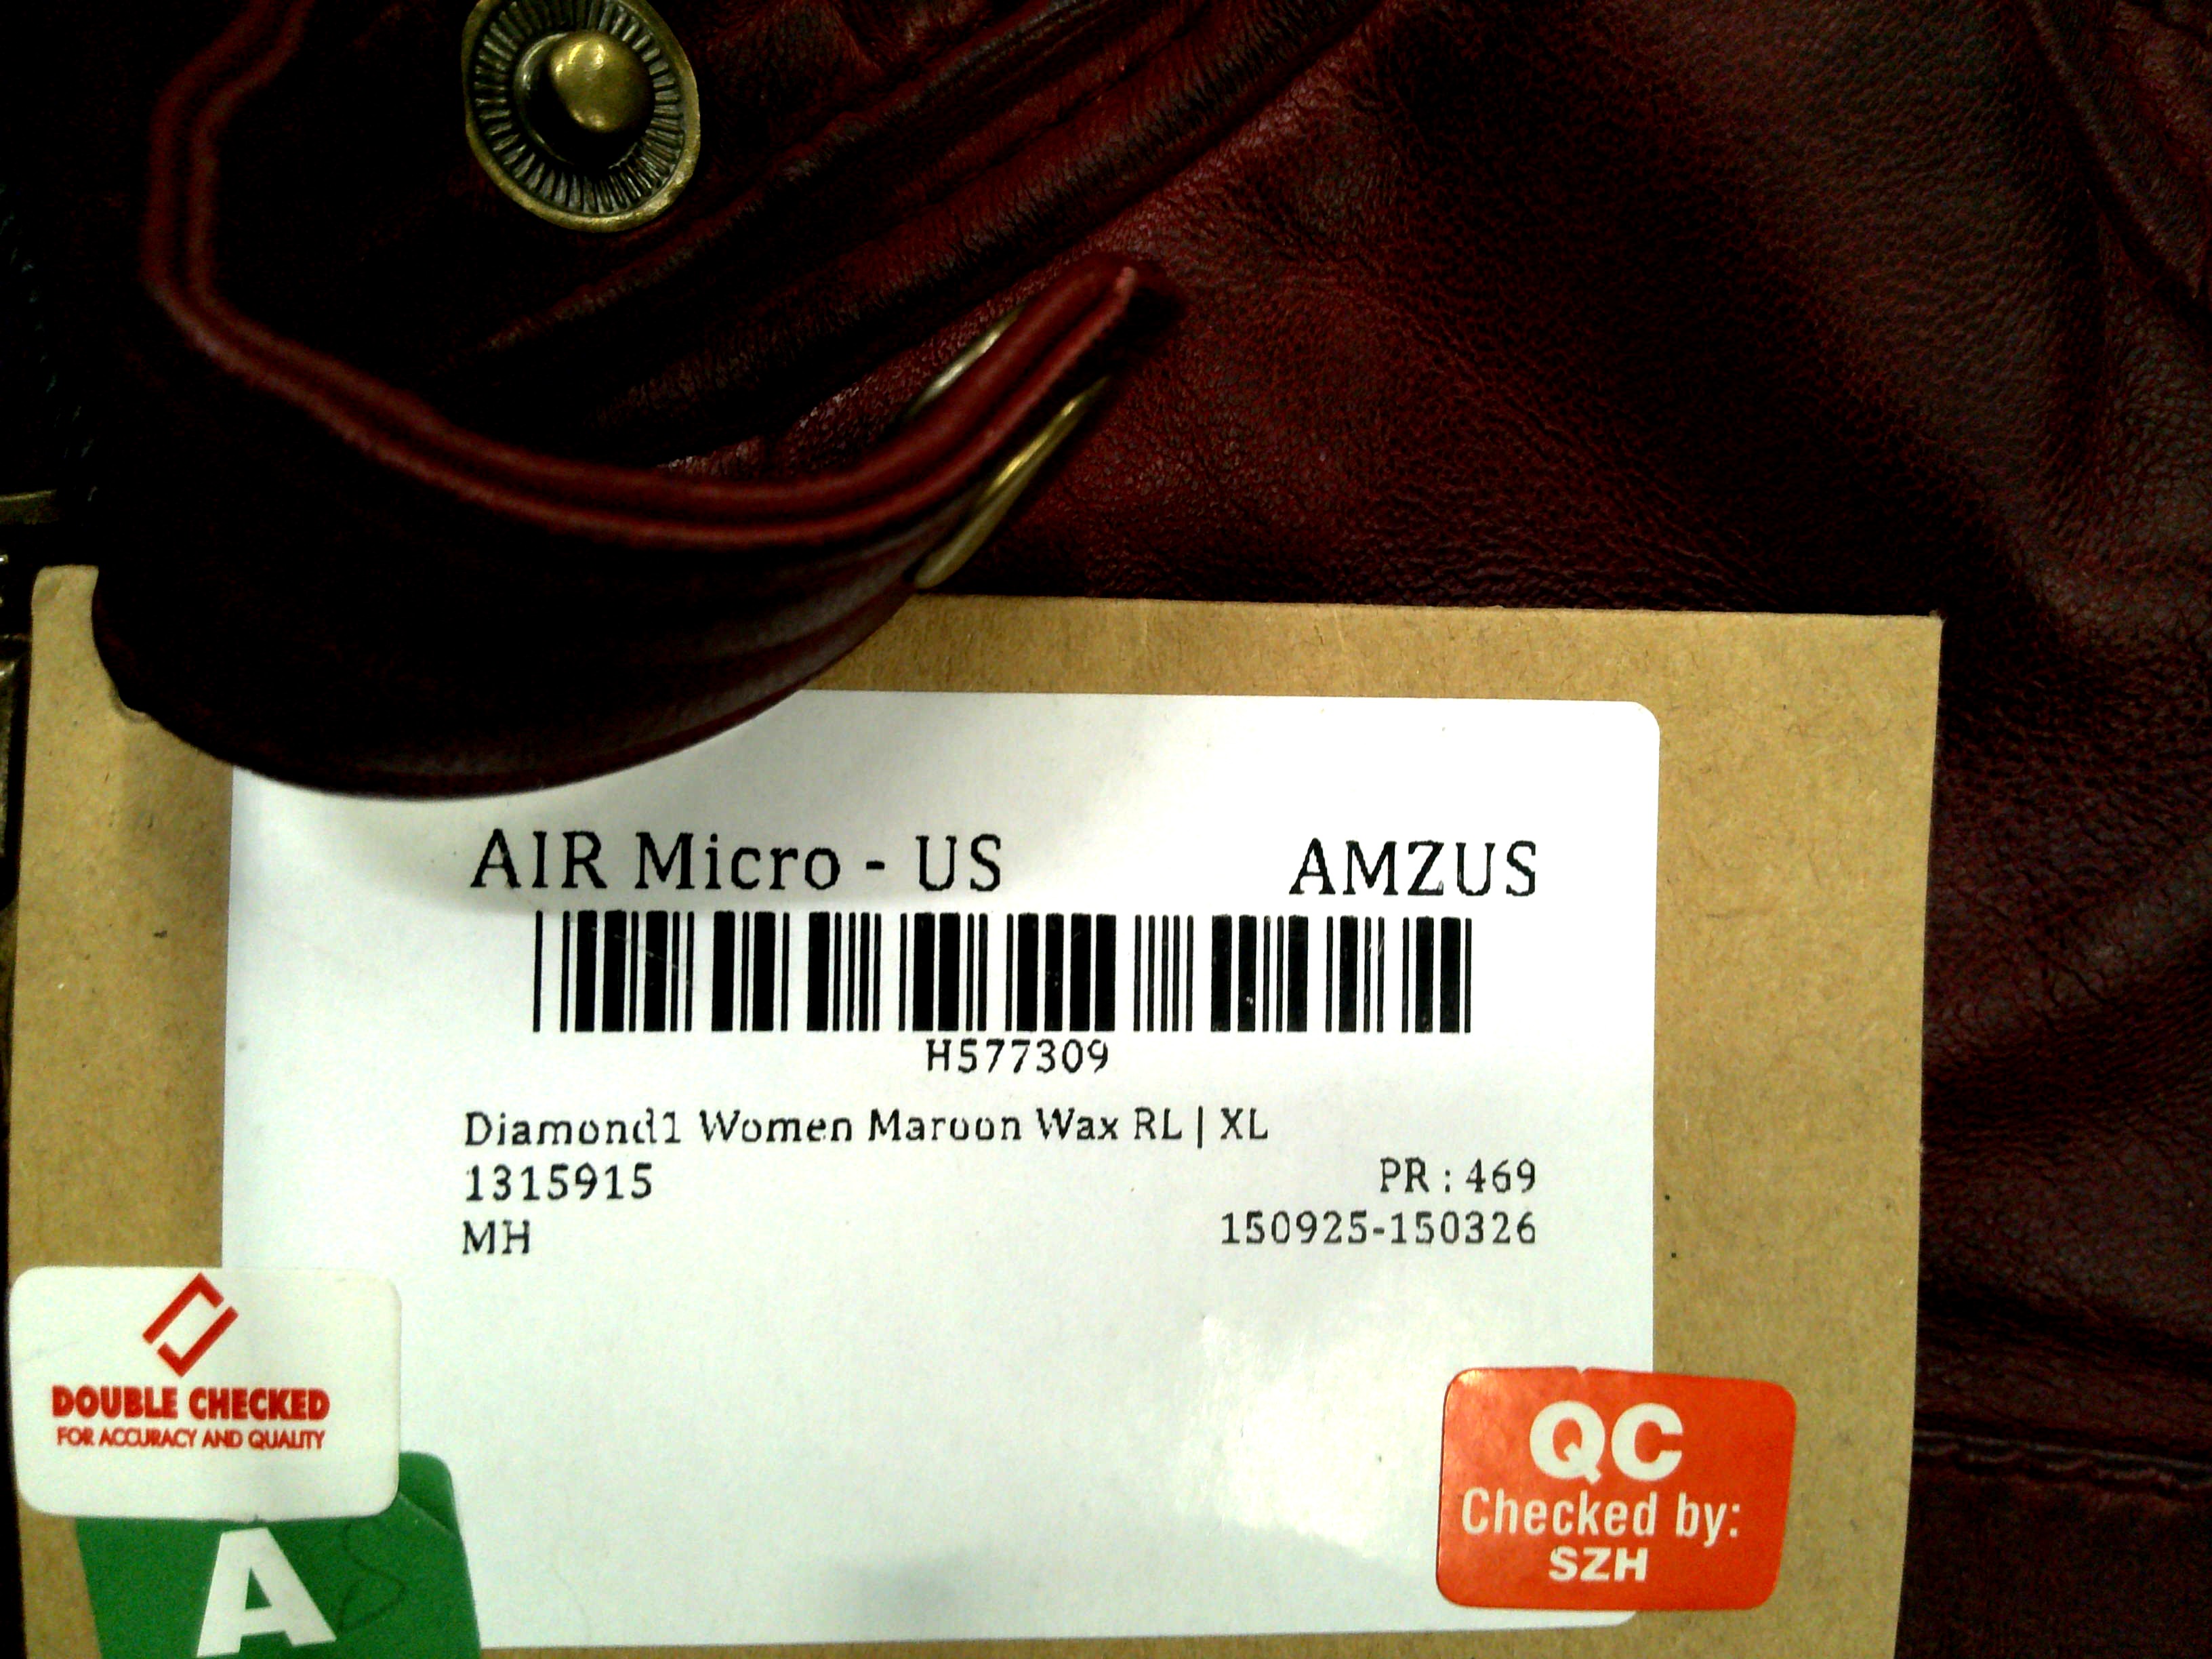 AIR Micro - US AMZUS
H577309
Diamond1 Women Maroon Wax RL | XL
1315915 PR : 469
MH 150925-150326
DOUBLE CHECKED
FOR ACCURACY AND QUALITY
A
QC
Checked by:
SZH